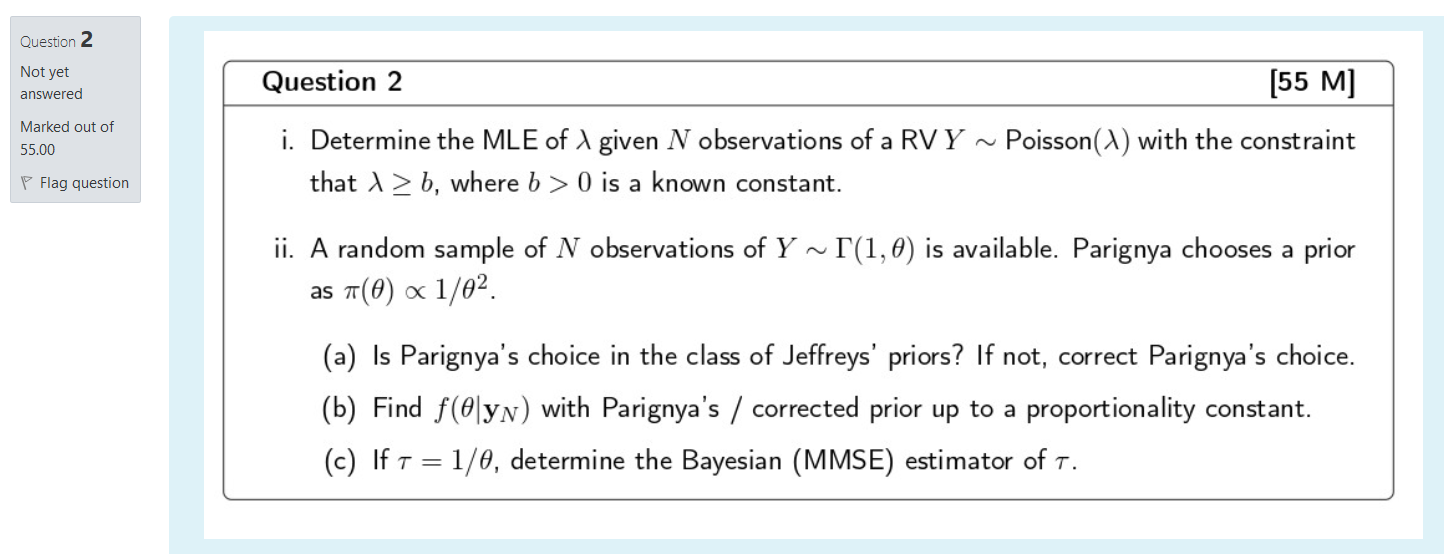 Question 2
Not yet
answered
Marked out of
55.00
Flag question
Question 2 [55 M]
i. Determine the MLE of λ given N observations of a RV Y ∼ Poisson(λ) with the constraint
that λ ≥ b, where b > 0 is a known constant.
ii. A random sample of N observations of Y ∼ Γ(1, θ) is available. Parignya chooses a prior
as π(θ) ∝ 1/θ².
(a) Is Parignya's choice in the class of Jeffreys' priors? If not, correct Parignya's choice.
(b) Find f(θ|y_N) with Parignya's / corrected prior up to a proportionality constant.
(c) If τ = 1/θ, determine the Bayesian (MMSE) estimator of τ.